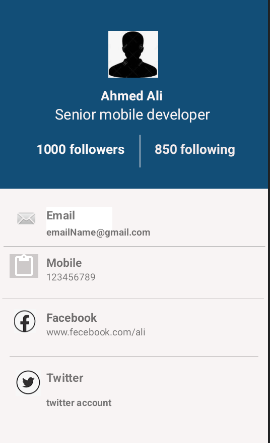 Ahmed Ali
Senior mobile developer
1000 followers
850 following
Email
emailName@gmail.com
Mobile
123456789
Facebook
www.fecebook.com/ali
Twitter
twitter account